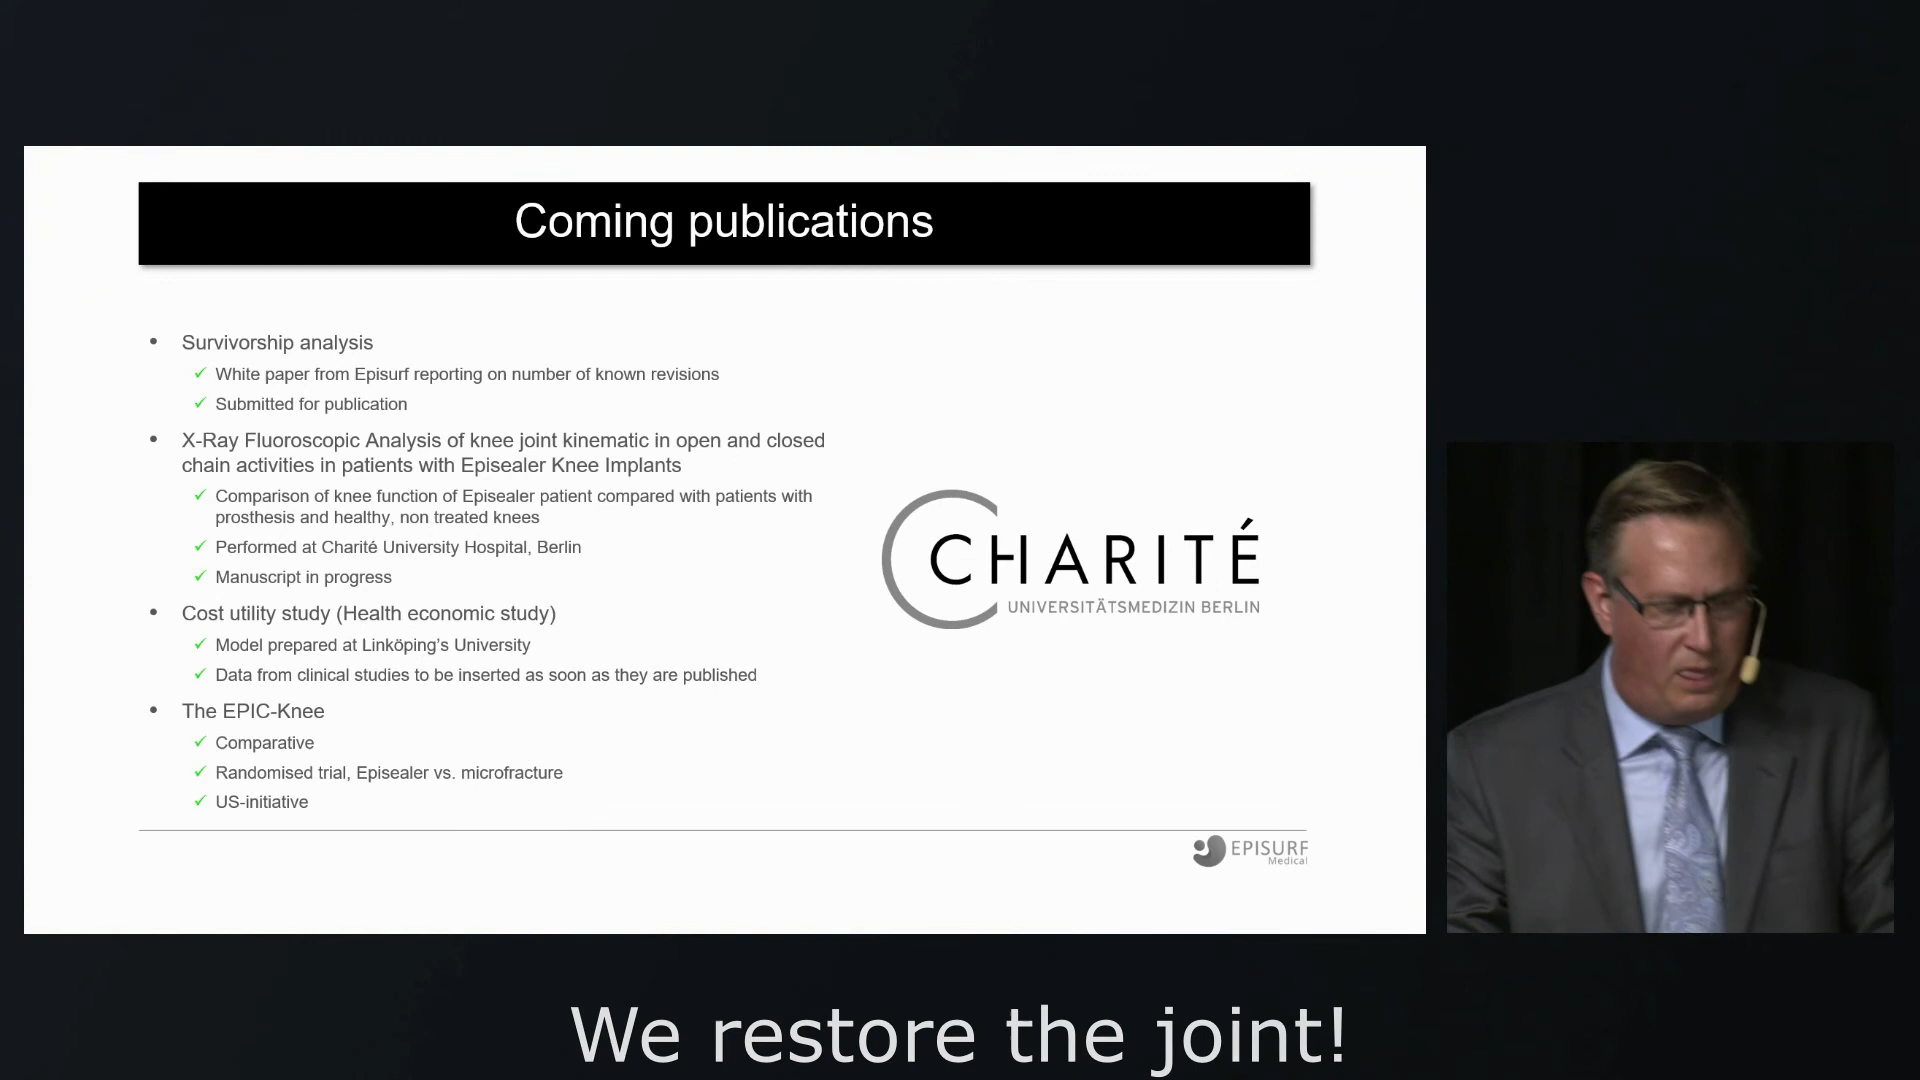 Coming publications
• Survivorship analysis
✓ White paper from Episurf reporting on number of known revisions
✓ Submitted for publication
• X-Ray Fluoroscopic Analysis of knee joint kinematic in open and closed
chain activities in patients with Episealer Knee Implants
✓ Comparison of knee function of Episealer patient compared with patients with
prosthesis and healthy, non treated knees
✓ Performed at Charité University Hospital, Berlin
✓ Manuscript in progress
• Cost utility study (Health economic study)
✓ Model prepared at Linköping’s University
✓ Data from clinical studies to be inserted as soon as they are published
• The EPIC-Knee
✓ Comparative
✓ Randomised trial, Episealer vs. microfracture
✓ US-initiative
CHARITÉ
UNIVERSITÄTSMEDIZIN BERLIN
EPISURF
Medical
We restore the joint!